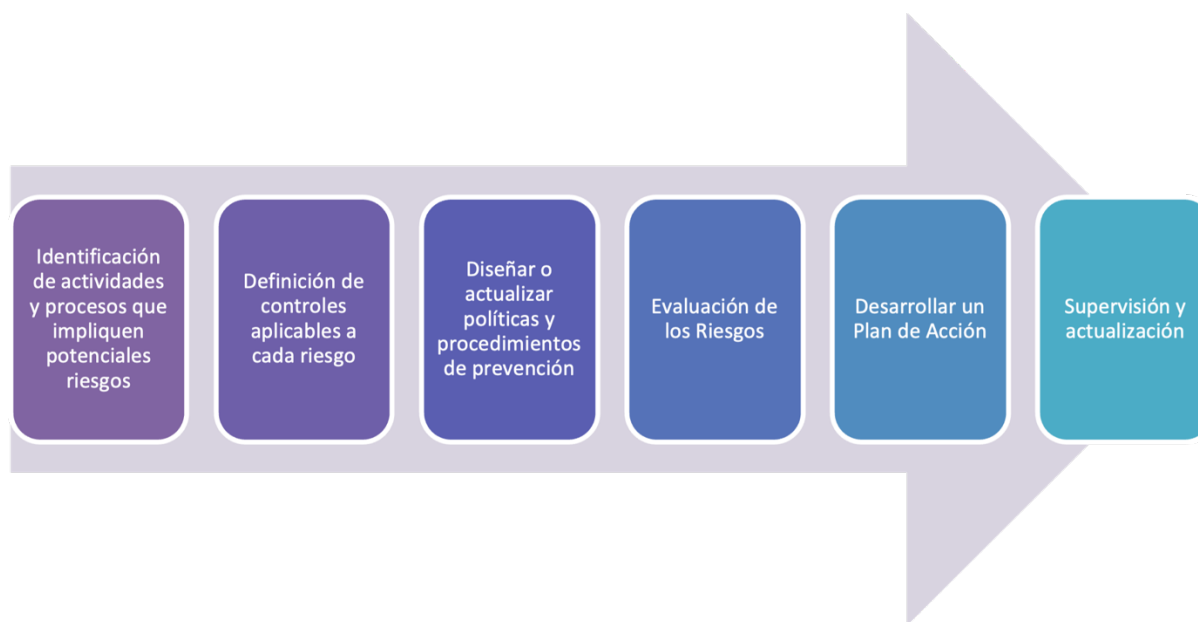 Identificación
de actividades
y procesos que
impliquen
potenciales
riesgos
Definición de
controles
aplicables a
cada riesgo
Diseñar o
actualizar
políticas y
procedimientos
de prevención
Evaluación de
los Riesgos
Desarrollar un
Plan de Acción
Supervisión y
actualización